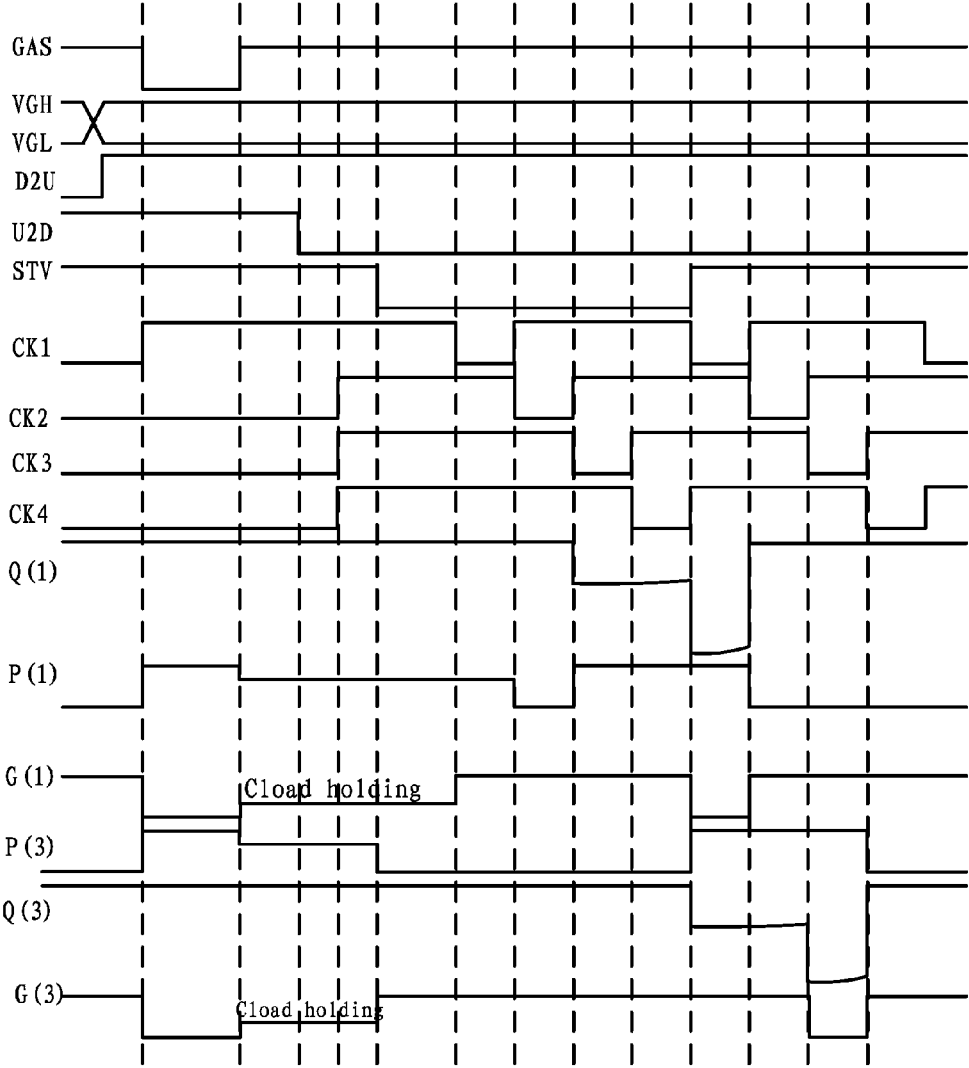 GAS
VGH
VGL
D2U
U2D
STV
CK1
CK2
CK3
CK4
Q(1)
P(1)
G(1)
Cload holding
P(3)
Q(3)
G(3)
Cload holding